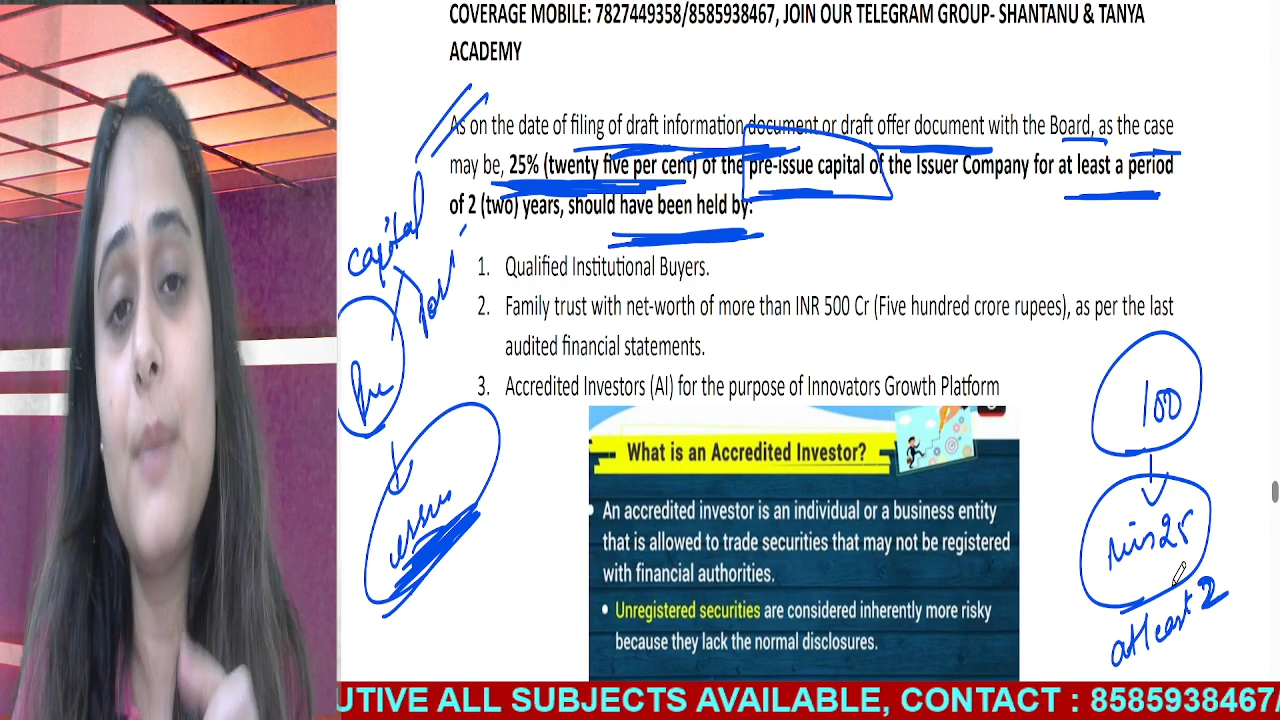 COVERAGE MOBILE: 7827449358/8585938467, JOIN OUR TELEGRAM GROUP- SHANTANU & TANYA
ACADEMY
As on the date of filing of draft information document or draft offer document with the Board, as the case
may be, 25% (twenty five per cent) of the pre-issue capital of the Issuer Company for at least a period
of 2 (two) years, should have been held by:
capital
Pre
issue
1. Qualified Institutional Buyers.
2. Family trust with net-worth of more than INR 500 Cr (Five hundred crore rupees), as per the last
audited financial statements.
3. Accredited Investors (AI) for the purpose of Innovators Growth Platform
100
min 25
at least 2
What is an Accredited Investor?
An accredited investor is an individual or a business entity
that is allowed to trade securities that may not be registered
with financial authorities.
• Unregistered securities are considered inherently more risky
because they lack the normal disclosures.
UTIVE ALL SUBJECTS AVAILABLE, CONTACT : 8585938467